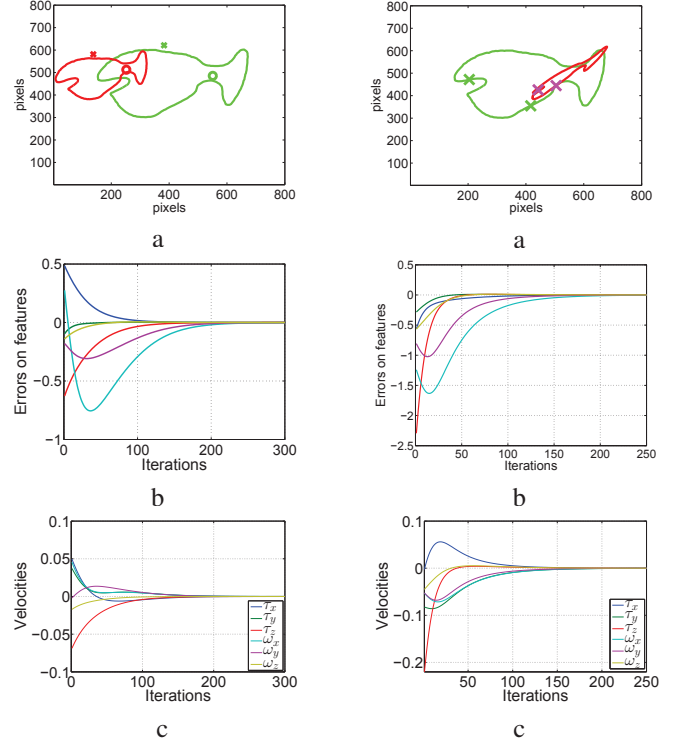 800
700
600
500
400
300
200
100
pixels
200
400
600
800
pixels
a
800
700
600
500
400
300
200
100
pixels
200
400
600
800
pixels
a
0.5
0
−0.5
−1
Errors on features
0
100
200
300
Iterations
b
0.5
0
−0.5
−1
−1.5
−2
−2.5
Errors on features
0
50
100
150
200
250
Iterations
b
0.1
0.05
0
−0.05
−0.1
Velocities
0
100
200
300
Iterations
τx
τy
τz
ωx
ωy
ωz
c
0.1
0
−0.1
−0.2
Velocities
50
100
150
200
250
Iterations
τx
τy
τz
ωx
ωy
ωz
c